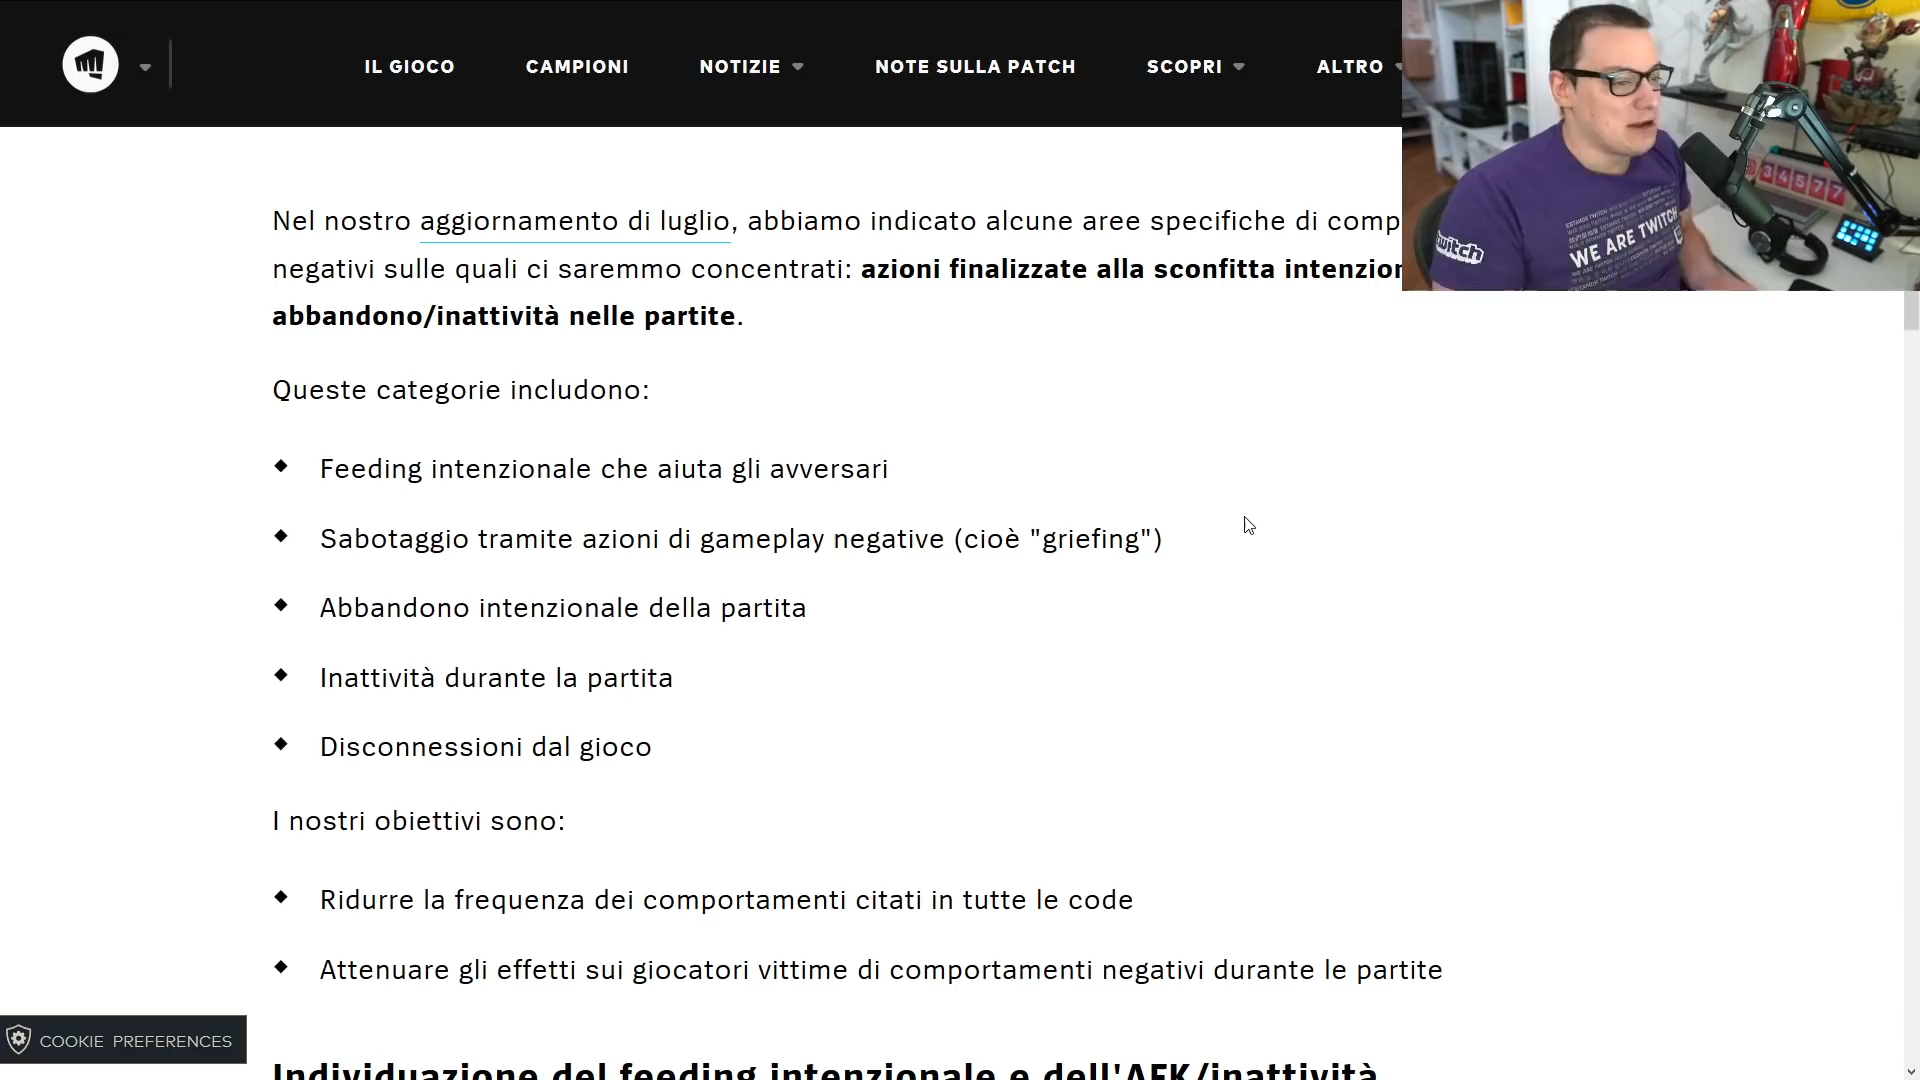 IL GIOCO CAMPIONI NOTIZIE NOTE SULLA PATCH SCOPRI ALTRO
Nel nostro aggiornamento di luglio, abbiamo indicato alcune aree specifiche di comp
negativi sulle quali ci saremmo concentrati: azioni finalizzate alla sconfitta intenzion
abbandono/inattività nelle partite.
Queste categorie includono:
Feeding intenzionale che aiuta gli avversari
Sabotaggio tramite azioni di gameplay negative (cioè "griefing")
Abbandono intenzionale della partita
Inattività durante la partita
Disconnessioni dal gioco
I nostri obiettivi sono:
Ridurre la frequenza dei comportamenti citati in tutte le code
Attenuare gli effetti sui giocatori vittime di comportamenti negativi durante le partite
COOKIE PREFERENCES
Individuazione del feeding intenzionale e dell'AFK/inattività
twitch
WE ARE TWITCH
34577